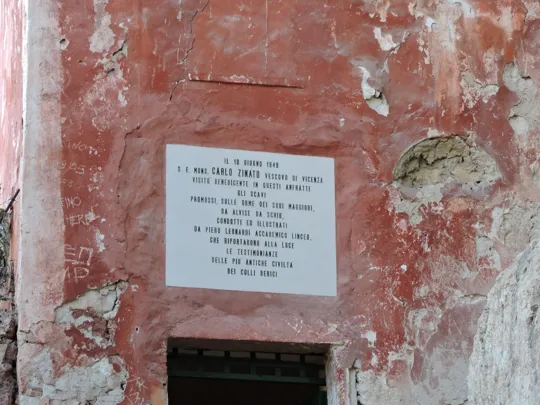 IL 18 GIUGNO 1949
S. E. MONS. CARLO ZINATO VESCOVO DI VICENZA
VISITÒ BENEDICENTE IN QUESTI ANFRATTI
GLI SCAVI
PROMOSSI, SULLE ORME DEI SUOI MAGGIORI,
DA ALVISE DA SCHIO,
CONDOTTI ED ILLUSTRATI
DA PIERO LEONARDI ACCADEMICO LINCEO,
CHE RIPORTARONO ALLA LUCE
LE TESTIMONIANZE
DELLE PIÙ ANTICHE CIVILTÀ
DEI COLLI BERICI